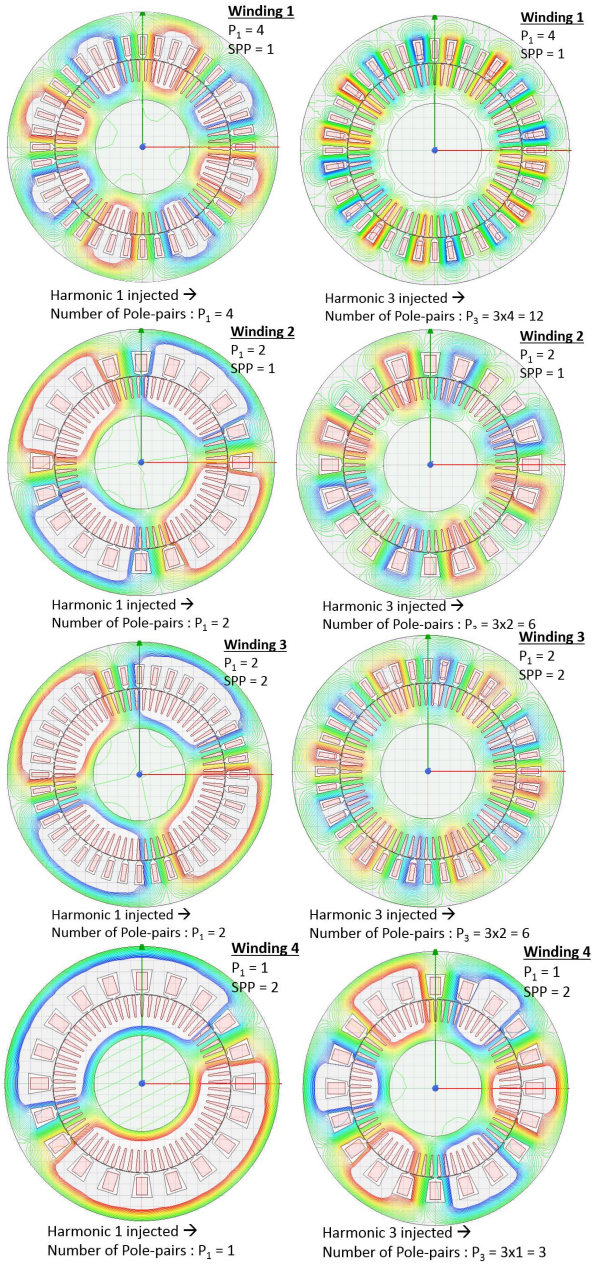 Winding 1
P₁ = 4
SPP = 1
Harmonic 1 injected →
Number of Pole-pairs : P₁ = 4
Winding 1
P₁ = 4
SPP = 1
Harmonic 3 injected →
Number of Pole-pairs : P₃ = 3x4 = 12
Winding 2
P₁ = 2
SPP = 1
Harmonic 1 injected →
Number of Pole-pairs : P₁ = 2
Winding 2
P₁ = 2
SPP = 1
Harmonic 3 injected →
Number of Pole-pairs : P₃ = 3x2 = 6
Winding 3
P₁ = 2
SPP = 2
Harmonic 1 injected →
Number of Pole-pairs : P₁ = 2
Winding 3
P₁ = 2
SPP = 2
Harmonic 3 injected →
Number of Pole-pairs : P₃ = 3x2 = 6
Winding 4
P₁ = 1
SPP = 2
Harmonic 1 injected →
Number of Pole-pairs : P₁ = 1
Winding 4
P₁ = 1
SPP = 2
Harmonic 3 injected →
Number of Pole-pairs : P₃ = 3x1 = 3